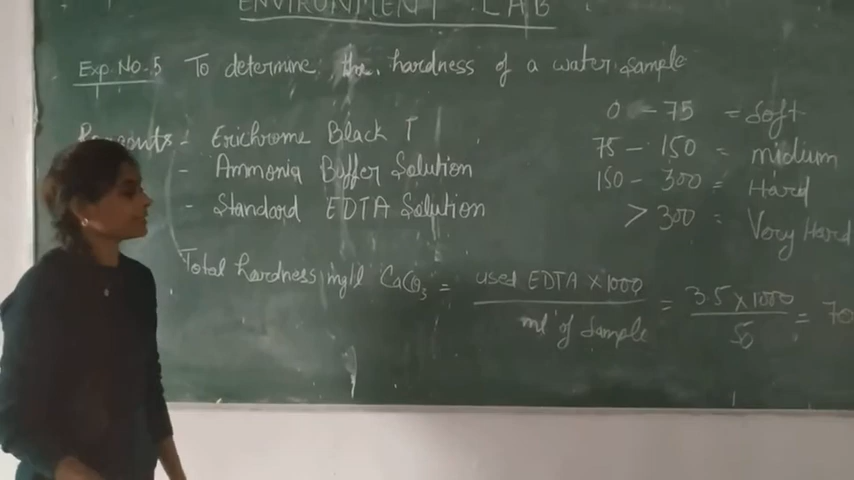 ENVIRONMENT LAB
Exp. No-5 To determine the hardness of a water sample
Reagents - Erichrome Black T
- Ammonia Buffer Solution
- Standard EDTA Solution
0 - 75 = Soft
75 - 150 = midium
150 - 300 = Hard
> 300 = Very Hard
Total hardness mg/l CaCO3 = used EDTA × 1000 / ml of Sample = 3.5 × 1000 / 50 = 70